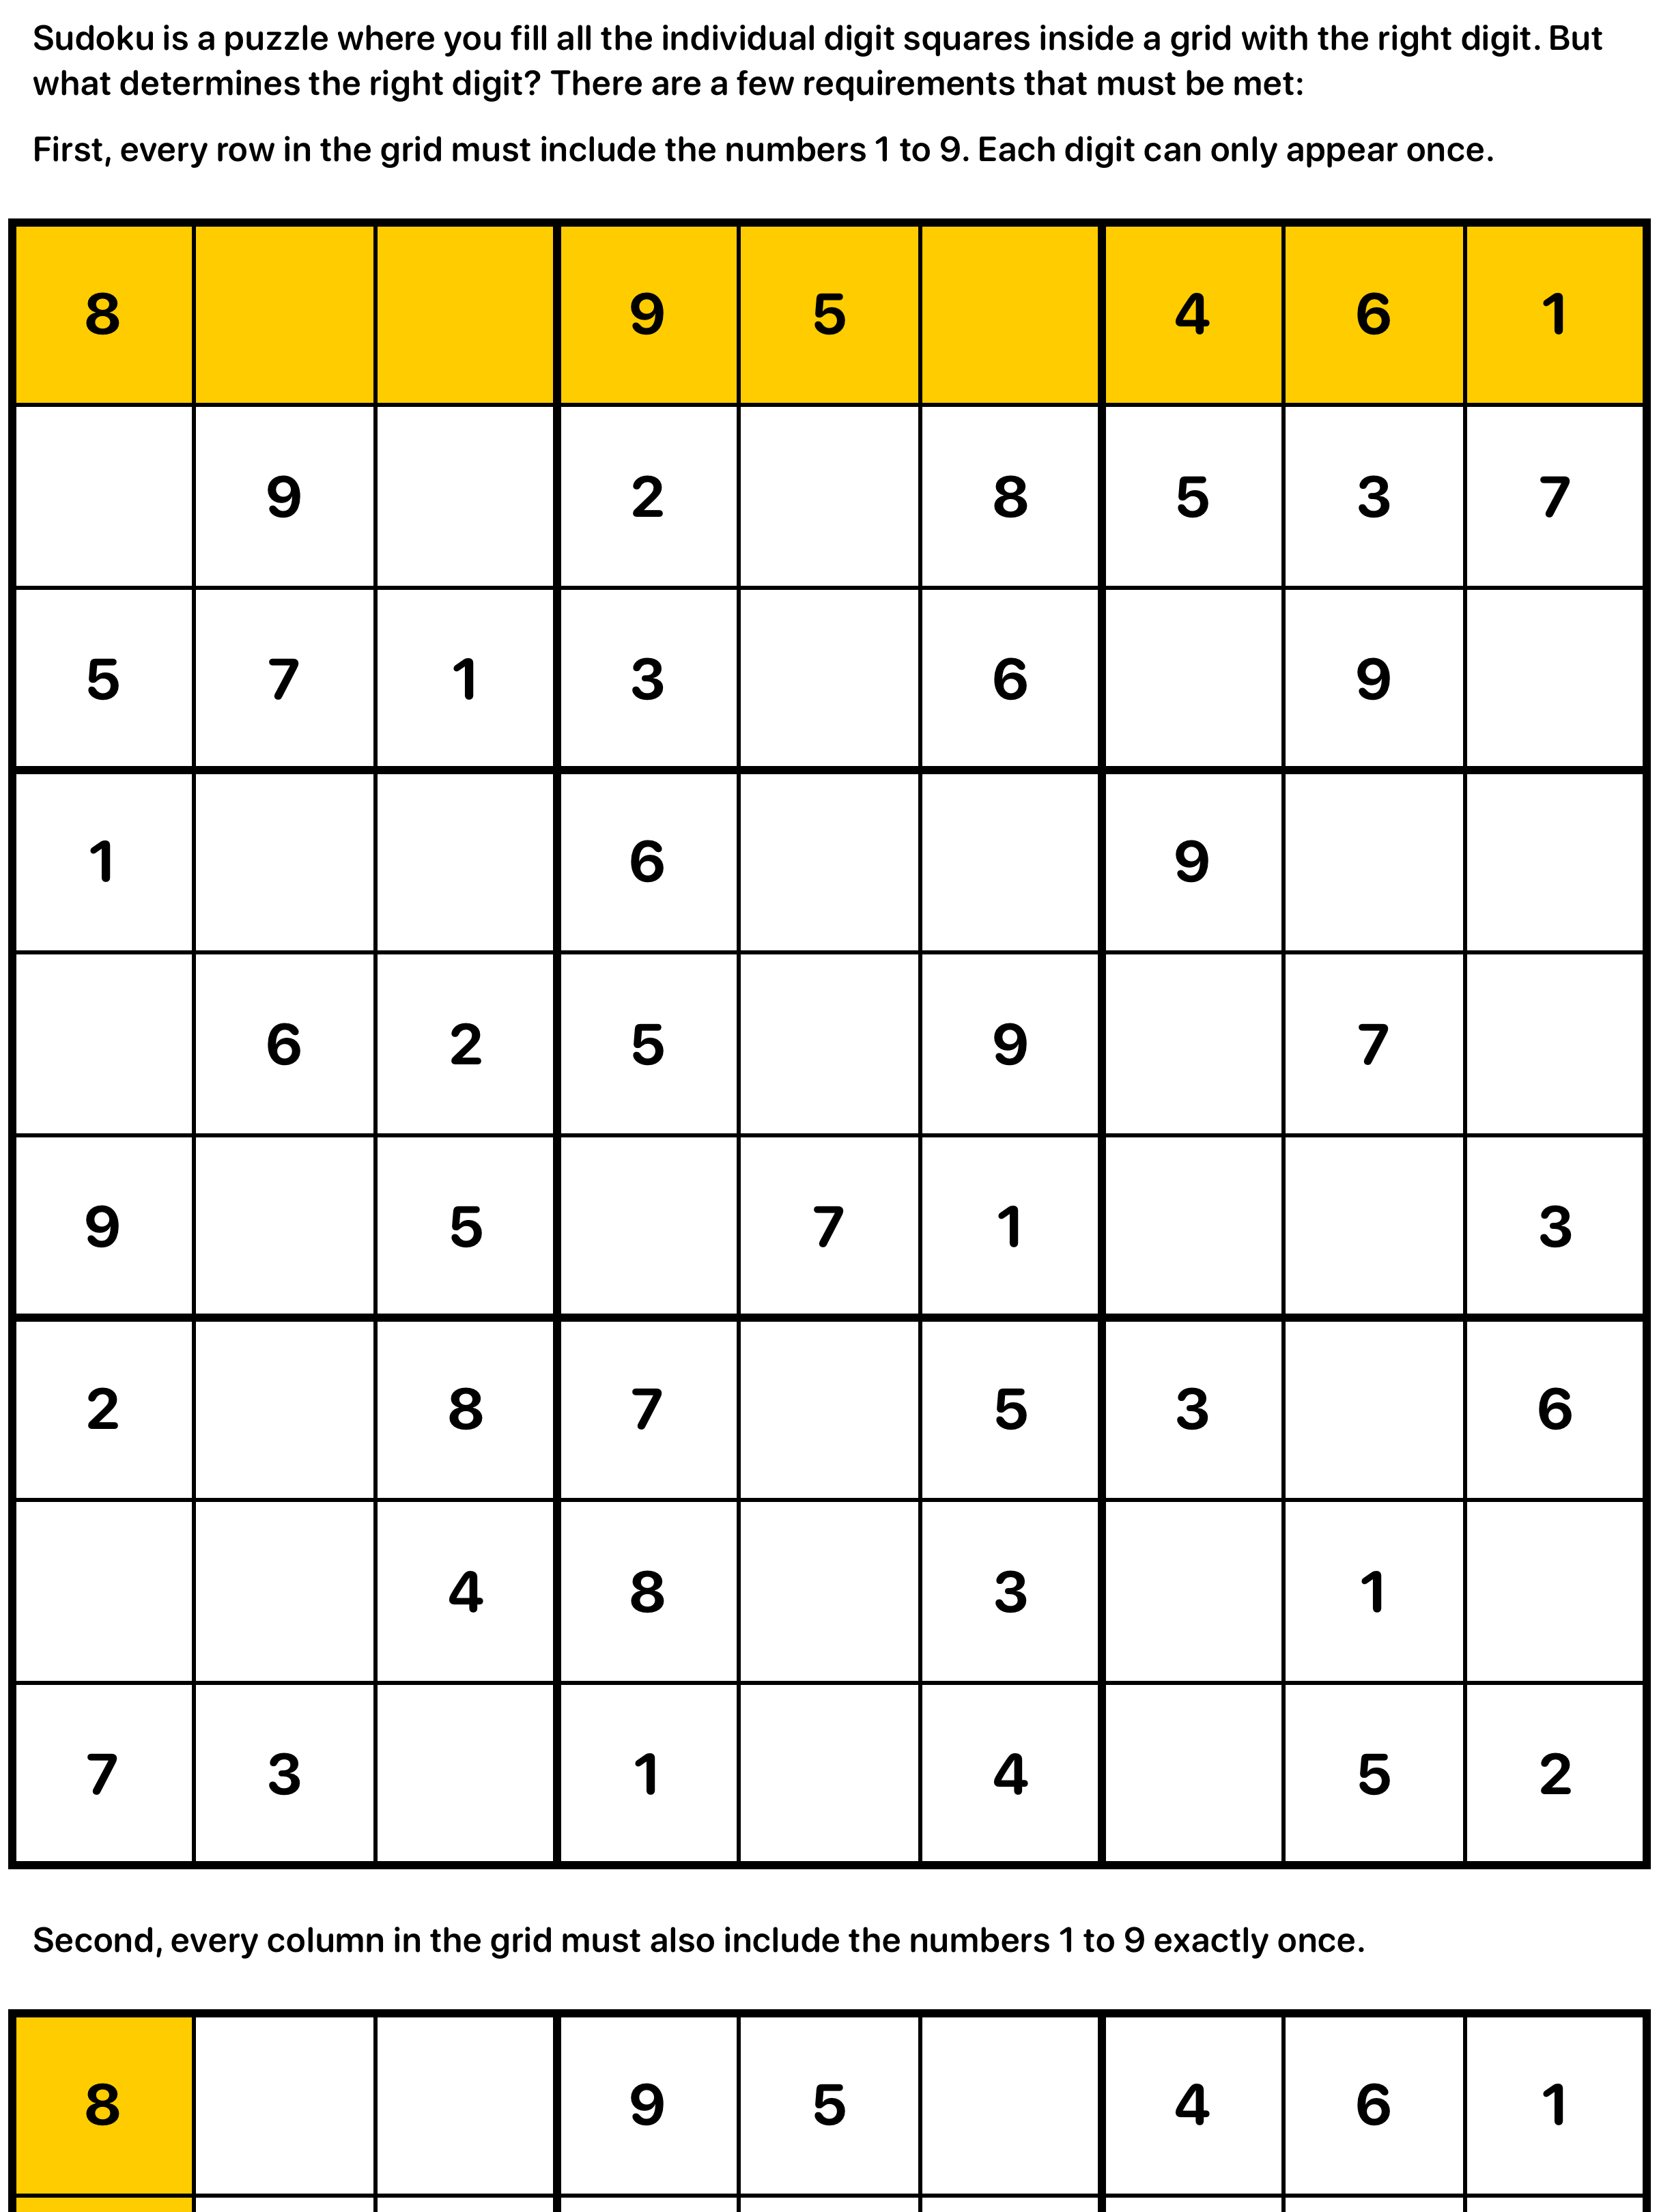 Sudoku is a puzzle where you fill all the individual digit squares inside a grid with the right digit. But
what determines the right digit? There are a few requirements that must be met:
First, every row in the grid must include the numbers 1 to 9. Each digit can only appear once.
8 9 5 4 6 1
9 2 8 5 3 7
5 7 1 3 6 9
1 6 9
6 2 5 9 7
9 5 7 1 3
2 8 7 5 3 6
4 8 3 1
7 3 1 4 5 2
Second, every column in the grid must also include the numbers 1 to 9 exactly once.
8 9 5 4 6 1